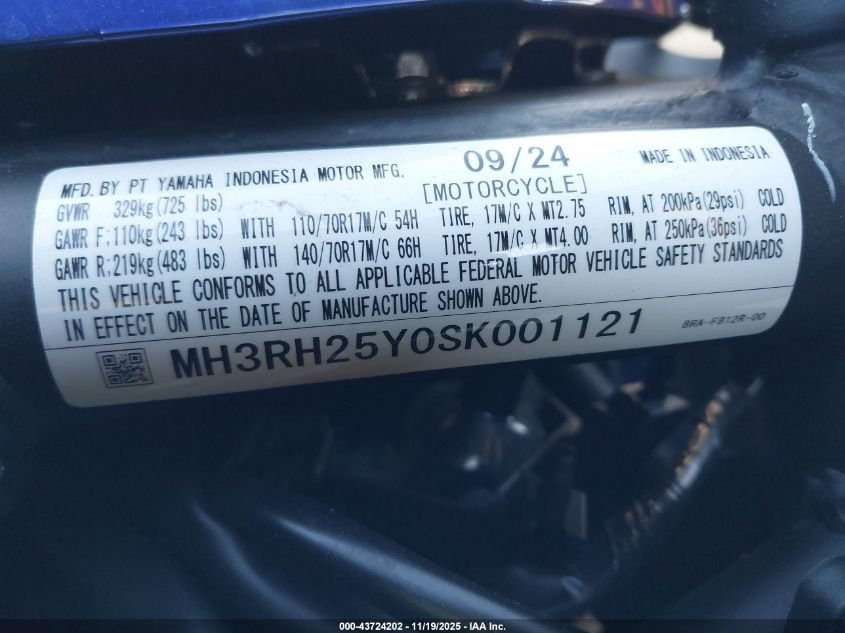 MFD. BY PT YAMAHA INDONESIA MOTOR MFG. 09/24 MADE IN INDONESIA
GVWR 329kg(725 lbs) [MOTORCYCLE]
GAWR F:110kg(243 lbs) WITH 110/70R17M/C 54H TIRE, 17M/C X MT2.75 RIM, AT 200kPa(29psi) COLD
GAWR R:219kg(483 lbs) WITH 140/70R17M/C 66H TIRE, 17M/C X MT4.00 RIM, AT 250kPa(36psi) COLD
THIS VEHICLE CONFORMS TO ALL APPLICABLE FEDERAL MOTOR VEHICLE SAFETY STANDARDS
IN EFFECT ON THE DATE OF MANUFACTURE SHOWN ABOVE.
MH3RH25Y0SK001121 BRA-F812R-00
000-43724202 - 11/19/2025 - IAA Inc.